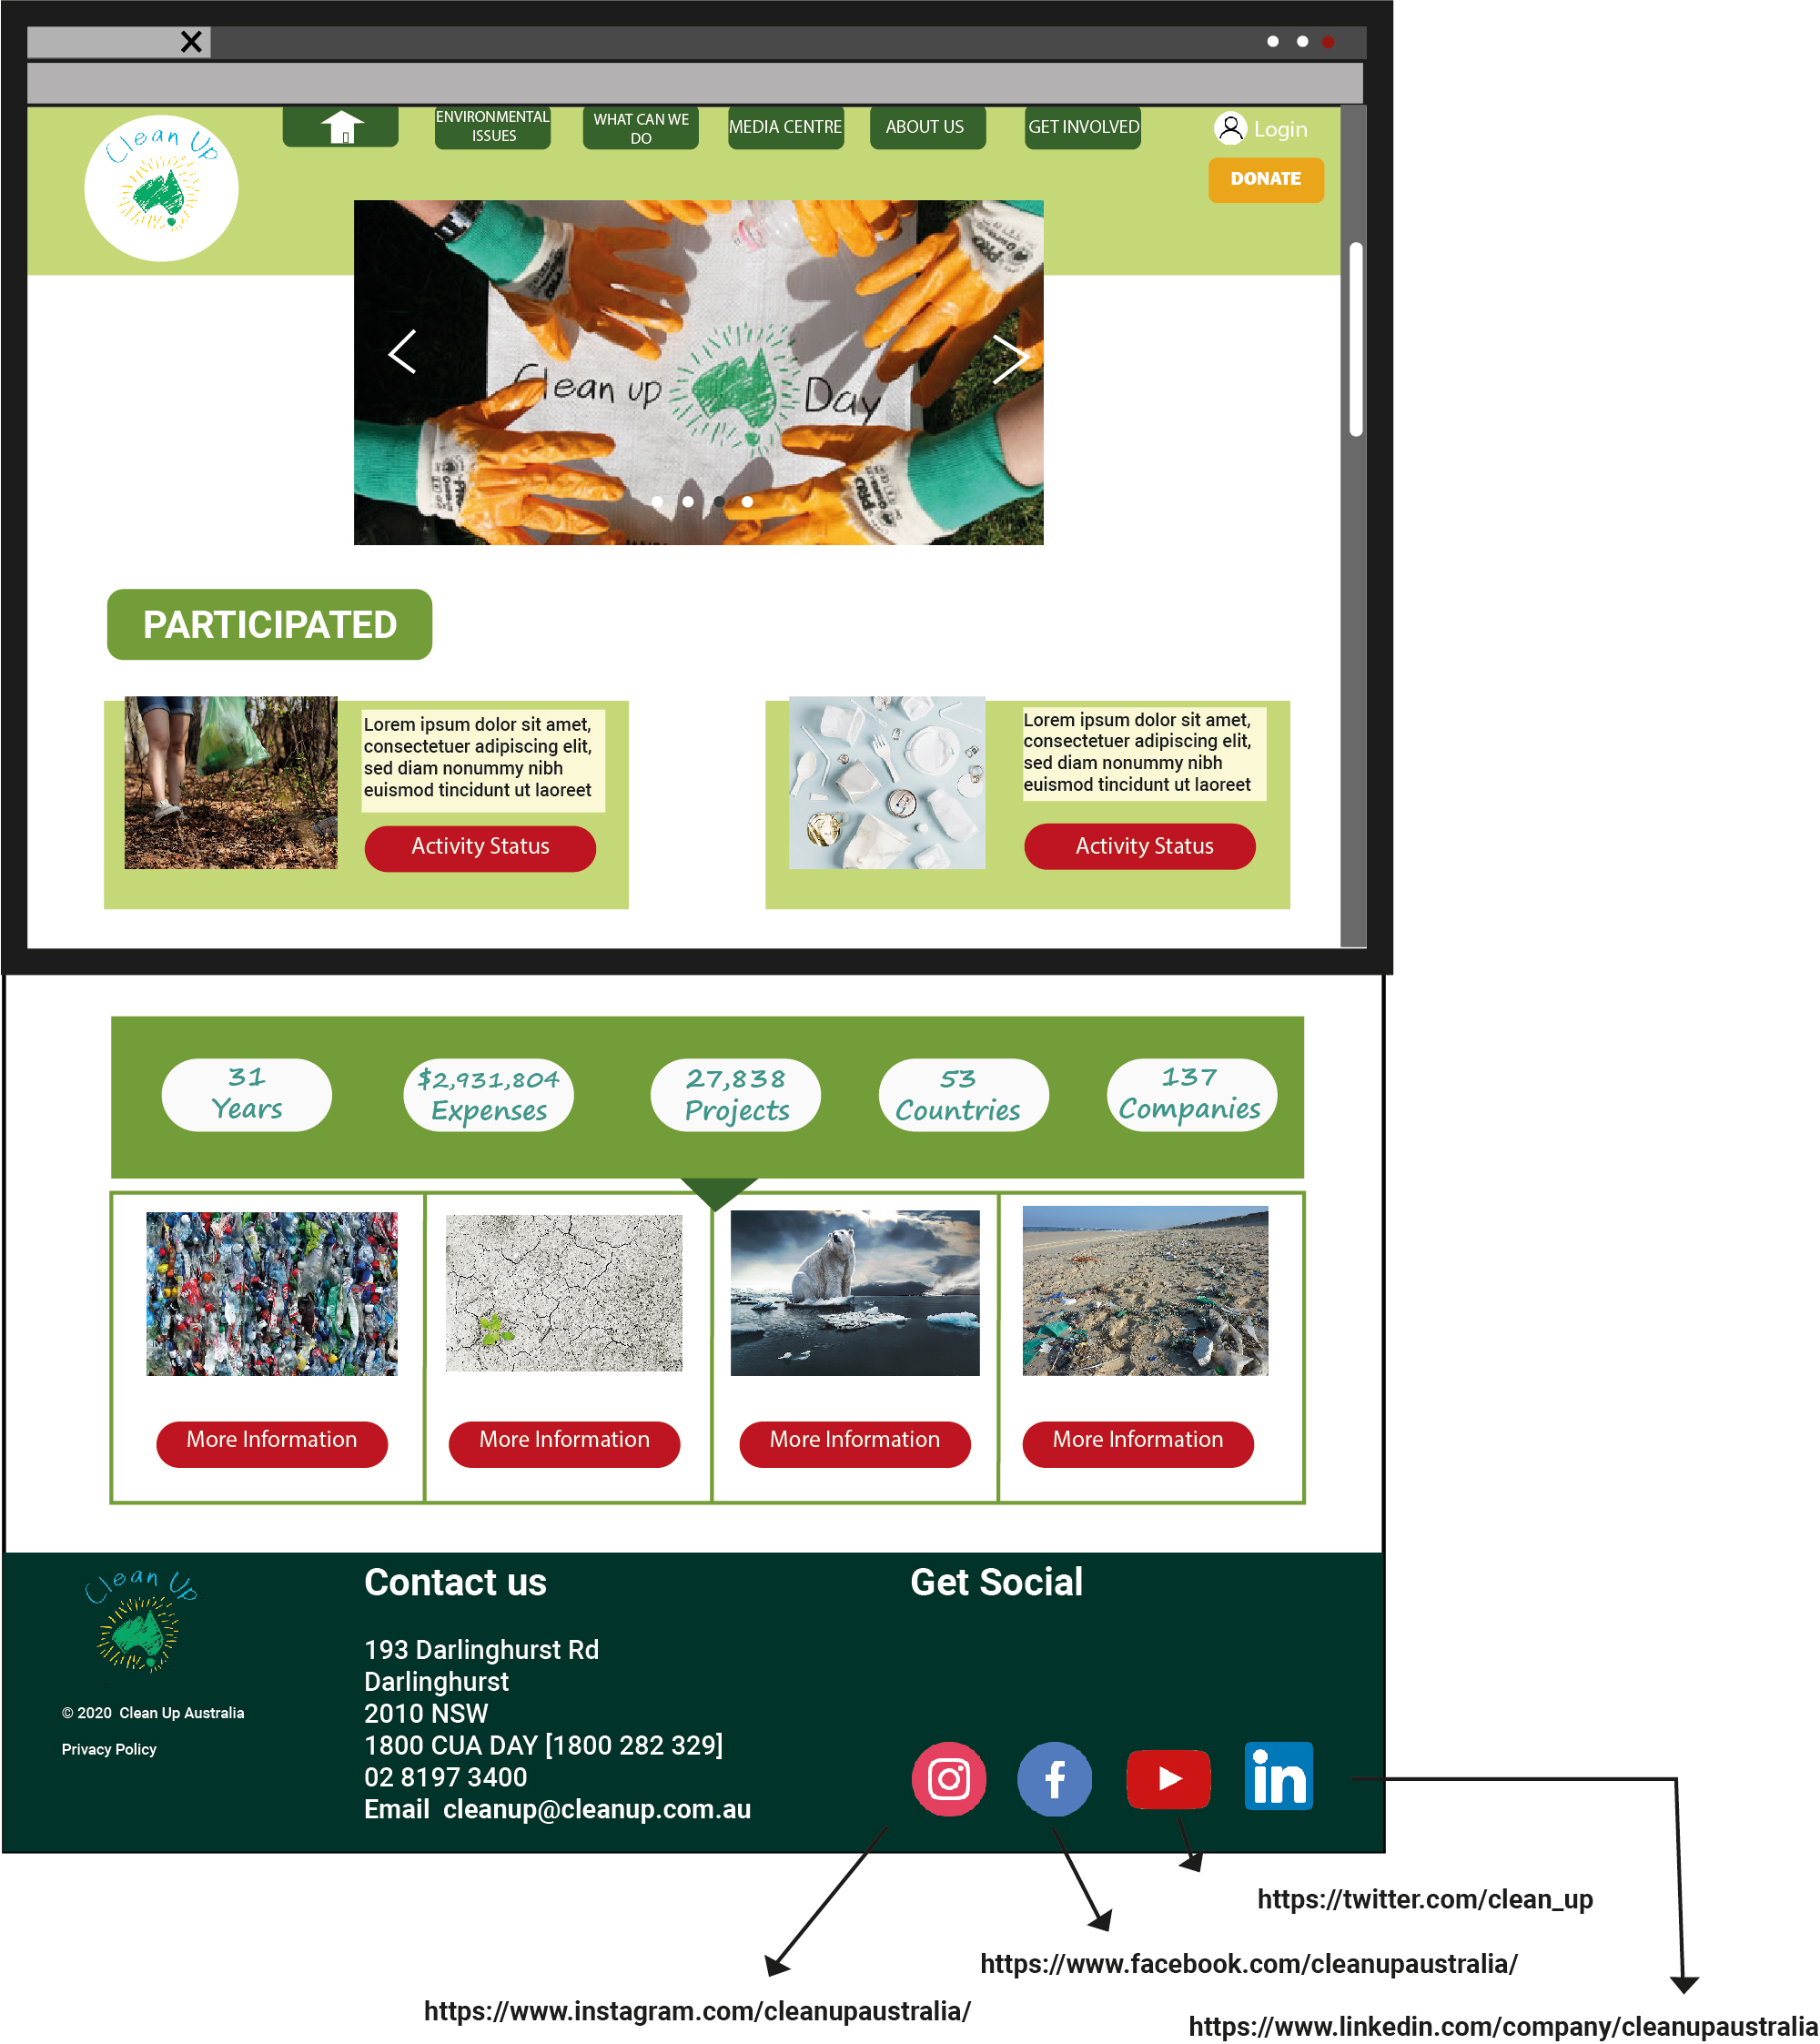 Clean Up
ENVIRONMENTAL
ISSUES
WHAT CAN WE
DO
MEDIA CENTRE
ABOUT US
GET INVOLVED
Login
DONATE
Clean up Day
PARTICIPATED
Lorem ipsum dolor sit amet,
consectetuer adipiscing elit,
sed diam nonummy nibh
euismod tincidunt ut laoreet
Activity Status
Lorem ipsum dolor sit amet,
consectetuer adipiscing elit,
sed diam nonummy nibh
euismod tincidunt ut laoreet
Activity Status
31
Years
$2,931,804
Expenses
27,838
Projects
53
Countries
137
Companies
More Information
More Information
More Information
More Information
Clean Up
© 2020 Clean Up Australia
Privacy Policy
Contact us
193 Darlinghurst Rd
Darlinghurst
2010 NSW
1800 CUA DAY [1800 282 329]
02 8197 3400
Email cleanup@cleanup.com.au
Get Social
in
https://twitter.com/clean_up
https://www.facebook.com/cleanupaustralia/
https://www.instagram.com/cleanupaustralia/
https://www.linkedin.com/company/cleanupaustralia